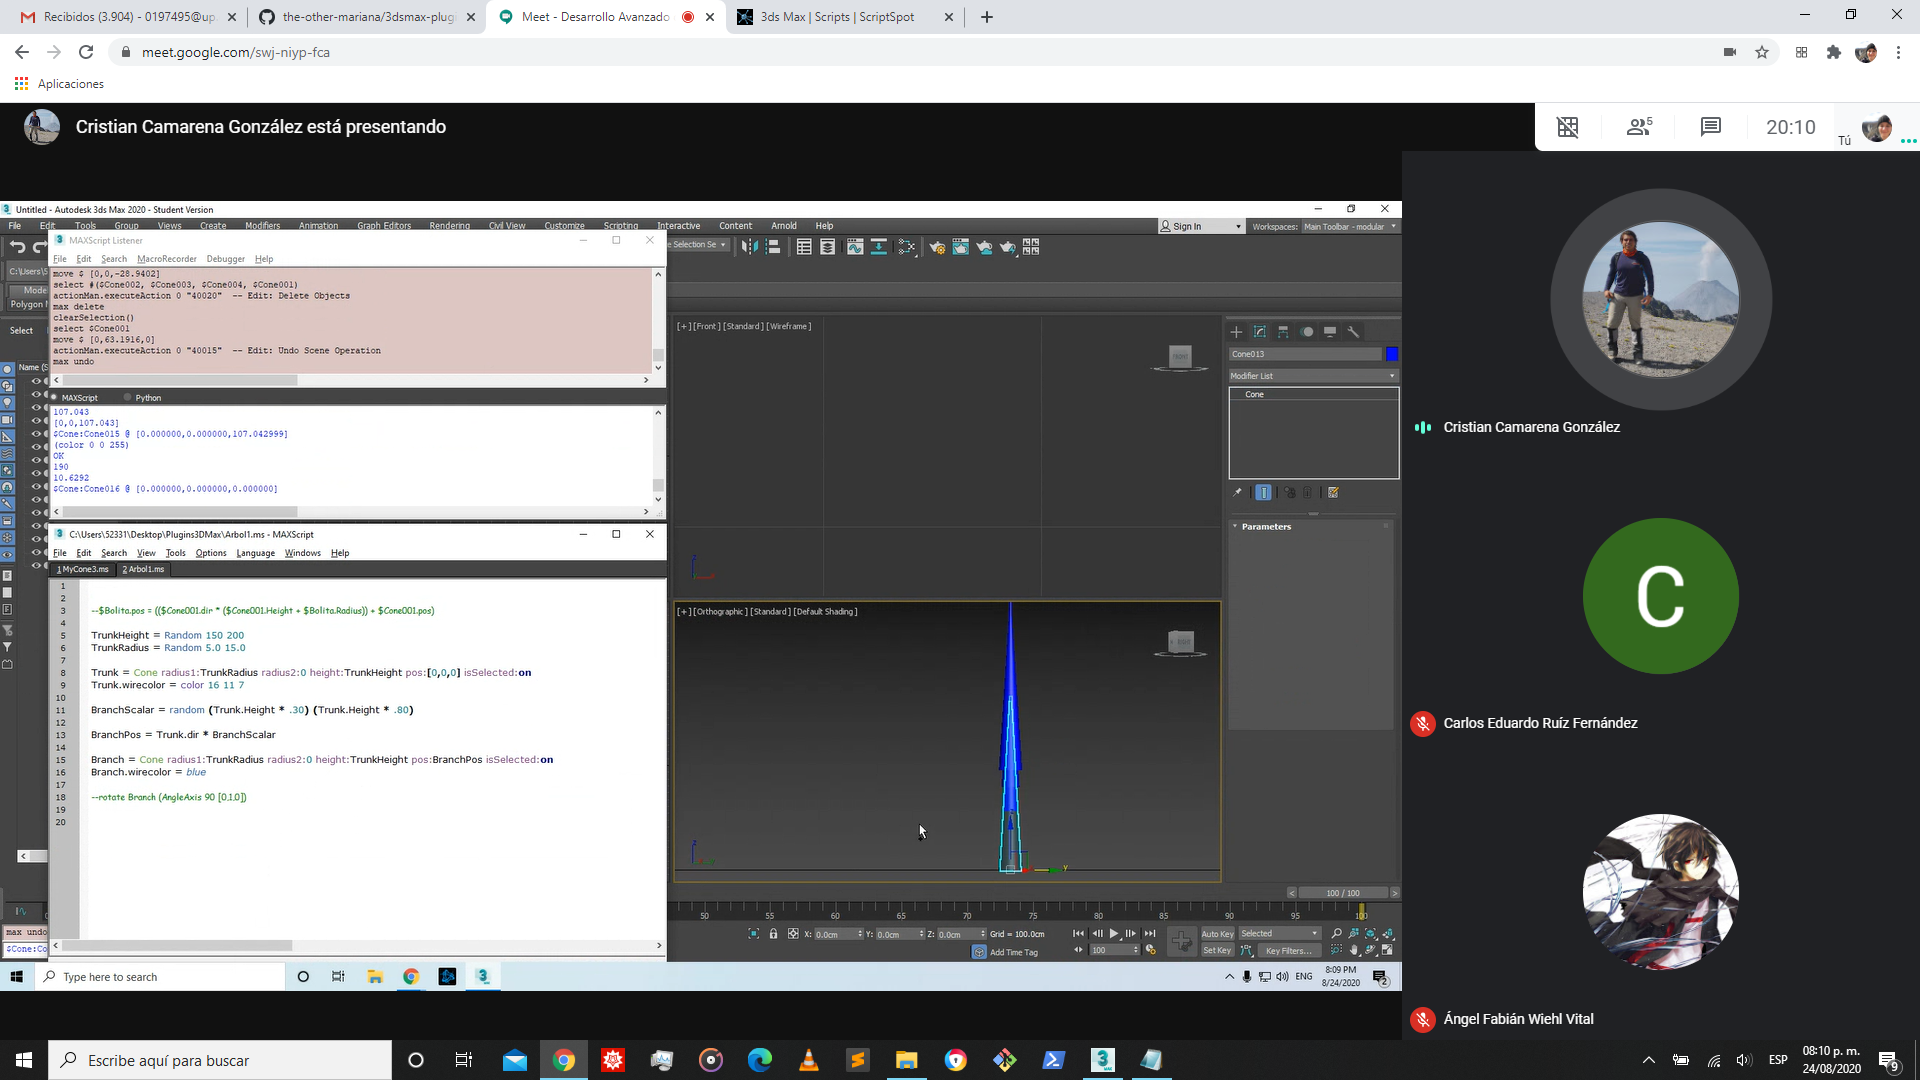 Recibidos (3.904) - 0197495@up.
the-other-mariana/3dsmax-plug
Meet - Desarrollo Avanzado
3ds Max | Scripts | ScriptSpot
meet.google.com/swj-niyp-fca
Aplicaciones
Cristian Camarena González está presentando
5
20:10
Tú
Untitled - Autodesk 3ds Max 2020 - Student Version
File Edit Tools Group Views Create Modifiers Animation Graph Editors Rendering Civil View Customize Scripting Interactive Content Arnold Help
Sign In
Workspaces: Main Toolbar - modular
MAXScript Listener
e Selection Se
File Edit Search MacroRecorder Debugger Help
C:\Users\5
Mode
Polygon M
Select
Name (S
move $ [0,0,-28.9402]
select #($Cone002, $Cone003, $Cone004, $Cone001)
actionMan.executeAction 0 "40020" -- Edit: Delete Objects
max delete
clearSelection()
select $Cone001
move $ [0,63.1916,0]
actionMan.executeAction 0 "40015" -- Edit: Undo Scene Operation
max undo
MAXScript Python
107.043
[0,0,107.043]
$Cone:Cone015 @ [0.000000,0.000000,107.042999]
(color 0 0 255)
OK
190
10.6292
$Cone:Cone016 @ [0.000000,0.000000,0.000000]
C:\Users\52331\Desktop\Plugins3DMax\Arbol1.ms - MAXScript
File Edit Search View Tools Options Language Windows Help
1 MyCone3.ms 2 Arbol1.ms
1
2
3 --$Bolita.pos = (($Cone001.dir * ($Cone001.Height + $Bolita.Radius)) + $Cone001.pos)
4
5 TrunkHeight = Random 150 200
6 TrunkRadius = Random 5.0 15.0
7
8 Trunk = Cone radius1:TrunkRadius radius2:0 height:TrunkHeight pos:[0,0,0] isSelected:on
9 Trunk.wirecolor = color 16 11 7
10
11 BranchScalar = random (Trunk.Height * .30) (Trunk.Height * .80)
12
13 BranchPos = Trunk.dir * BranchScalar
14
15 Branch = Cone radius1:TrunkRadius radius2:0 height:TrunkHeight pos:BranchPos isSelected:on
16 Branch.wirecolor = blue
17
18 --rotate Branch (AngleAxis 90 [0,1,0])
19
20
max undo
$Cone:Co
[+] [Front] [Standard] [Wireframe]
FRONT
[+] [Orthographic] [Standard] [Default Shading]
RIGHT
z
z
y
Cone013
Modifier List
Cone
Parameters
100 / 100
50 55 60 65 70 75 80 85 90 95 100
X: 0.0cm Y: 0.0cm Z: 0.0cm Grid = 100.0cm
Add Time Tag
100
Auto Key Selected
Set Key Key Filters...
Type here to search
ENG
8:09 PM
8/24/2020
2
Cristian Camarena González
C
Carlos Eduardo Ruíz Fernández
Ángel Fabián Wiehl Vital
Escribe aquí para buscar
ESP
08:10 p. m.
24/08/2020
9